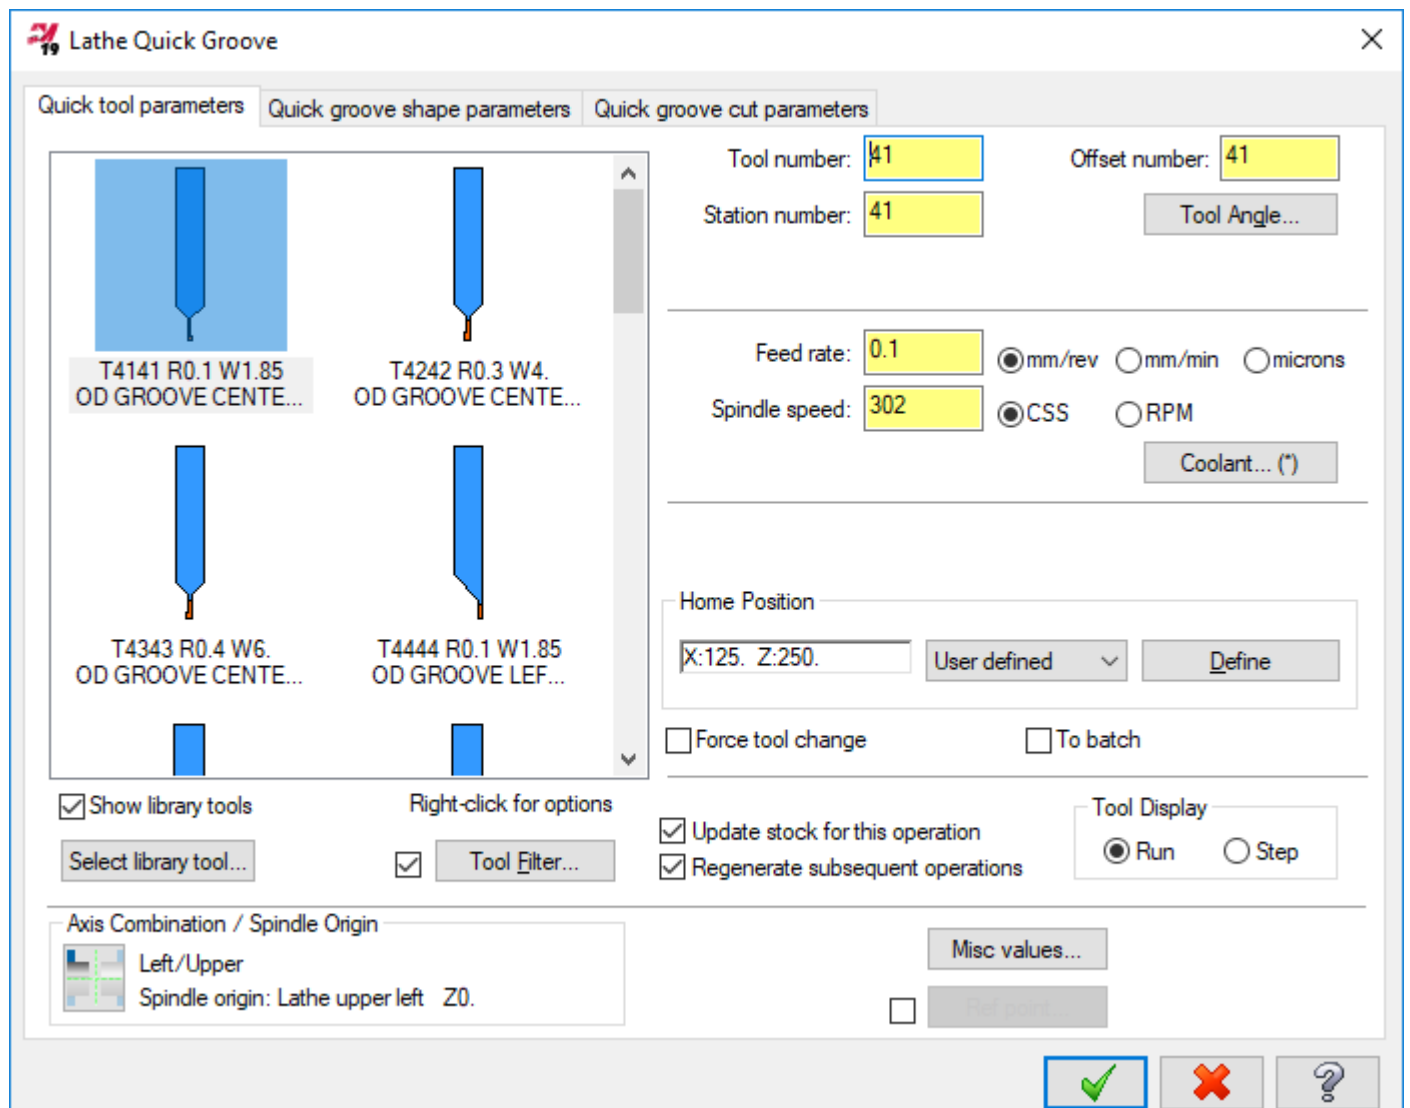 19 Lathe Quick Groove
Quick tool parameters Quick groove shape parameters Quick groove cut parameters
Tool number: 41 Offset number: 41
Station number: 41 Tool Angle...
T4141 R0.1 W1.85
OD GROOVE CENTE...
T4242 R0.3 W4.
OD GROOVE CENTE...
T4343 R0.4 W6.
OD GROOVE CENTE...
T4444 R0.1 W1.85
OD GROOVE LEF...
Feed rate: 0.1 mm/rev mm/min microns
Spindle speed: 302 CSS RPM
Coolant... (*)
Home Position
X:125. Z:250. User defined Define
Force tool change To batch
Show library tools Right-click for options
Select library tool... Tool Filter...
Update stock for this operation
Regenerate subsequent operations
Tool Display
Run Step
Axis Combination / Spindle Origin
Left/Upper
Spindle origin: Lathe upper left Z0.
Misc values...
Ref point...